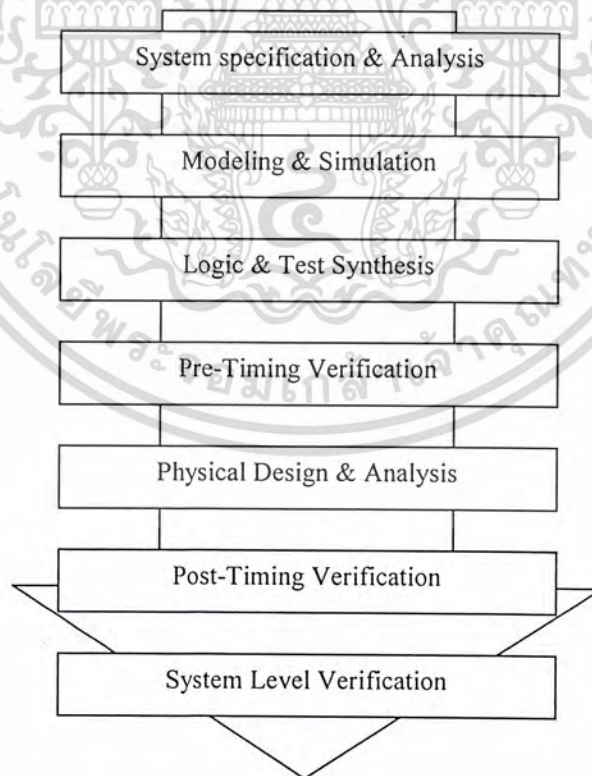 System specification & Analysis
Modeling & Simulation
Logic & Test Synthesis
Pre-Timing Verification
Physical Design & Analysis
Post-Timing Verification
System Level Verification